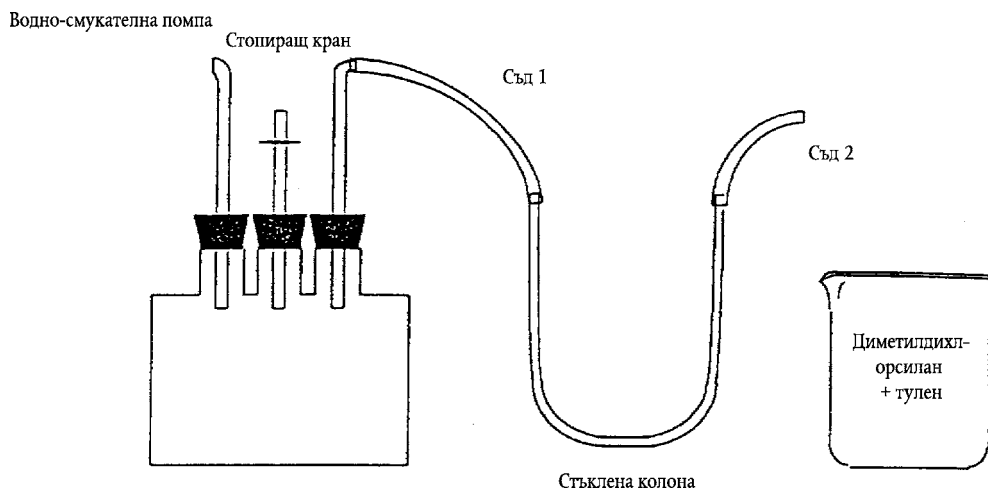 Водно-смукателна помпа
Стопиращ кран
Съд 1
Съд 2
Диметилдихл-
орсилан
+ тулен
Стъклена колона